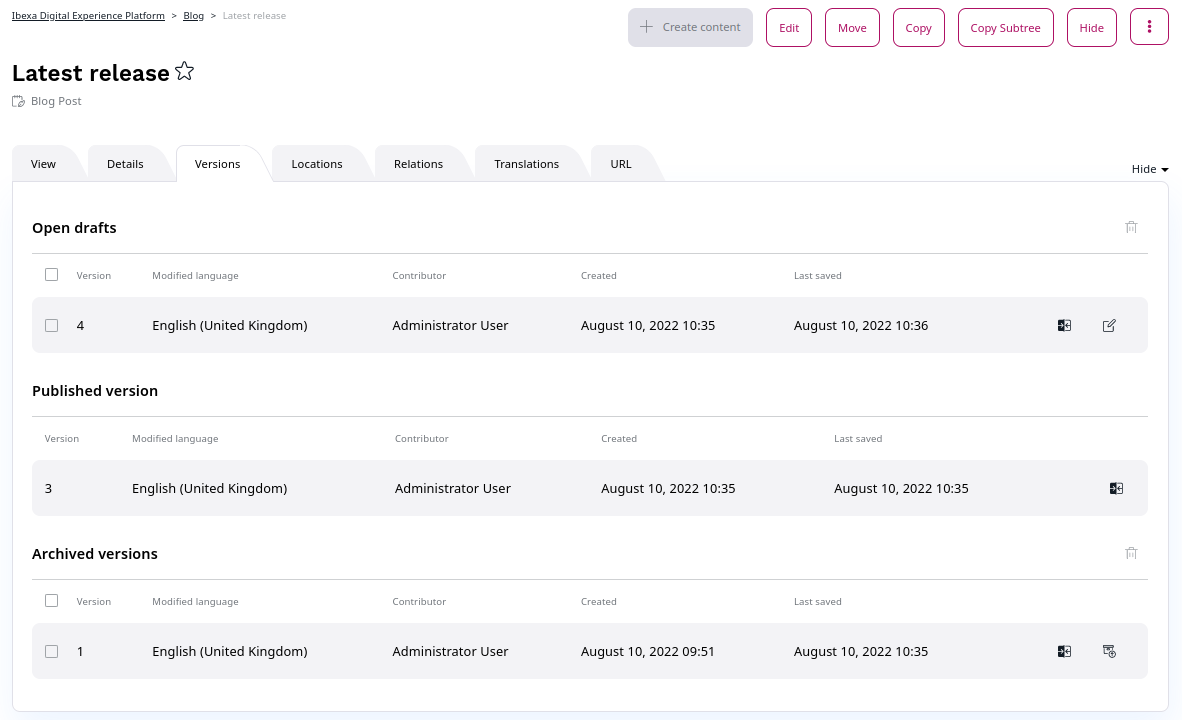 Ibexa Digital Experience Platform > Blog > Latest release
Create content Edit Move Copy Copy Subtree Hide
Latest release
Blog Post
View Details Versions Locations Relations Translations URL
Hide
Open drafts
Version Modified language Contributor Created Last saved
4 English (United Kingdom) Administrator User August 10, 2022 10:35 August 10, 2022 10:36
Published version
Version Modified language Contributor Created Last saved
3 English (United Kingdom) Administrator User August 10, 2022 10:35 August 10, 2022 10:35
Archived versions
Version Modified language Contributor Created Last saved
1 English (United Kingdom) Administrator User August 10, 2022 09:51 August 10, 2022 10:35